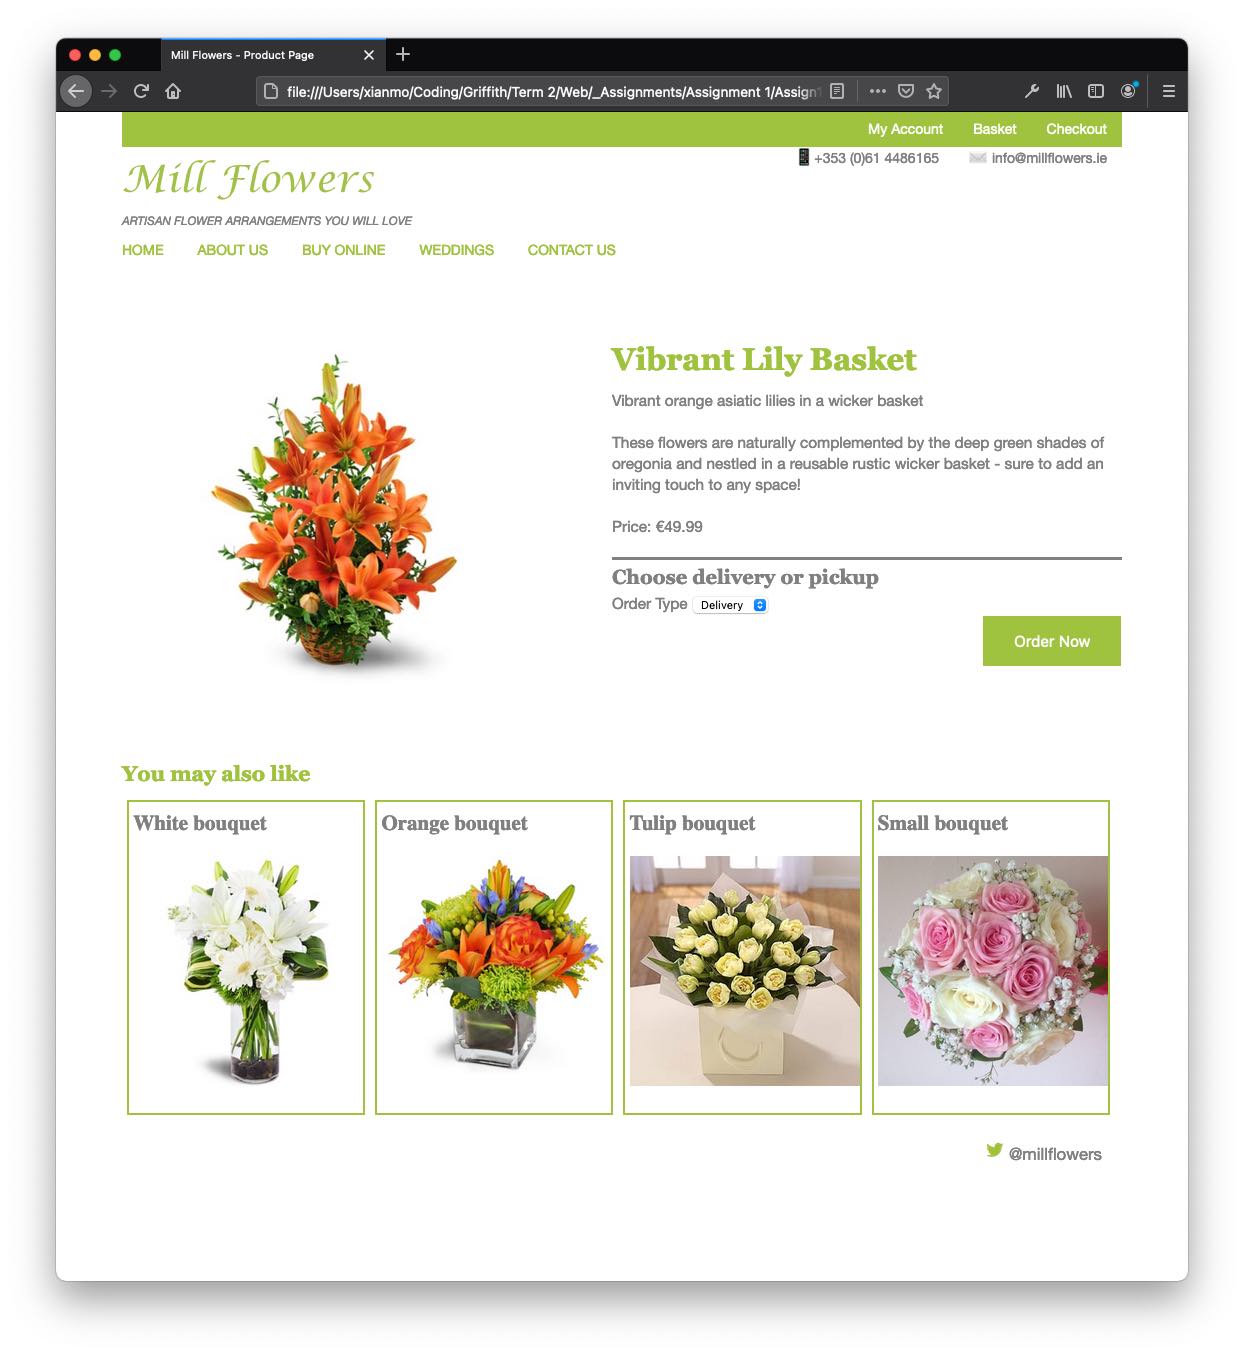 Mill Flowers - Product Page
file:///Users/xianmo/Coding/Griffith/Term 2/Web/_Assignments/Assignment 1/Assign
My Account Basket Checkout
+353 (0)61 4486165 info@millflowers.ie
Mill Flowers
ARTISAN FLOWER ARRANGEMENTS YOU WILL LOVE
HOME ABOUT US BUY ONLINE WEDDINGS CONTACT US
Vibrant Lily Basket
Vibrant orange asiatic lilies in a wicker basket
These flowers are naturally complemented by the deep green shades of
oregonia and nestled in a reusable rustic wicker basket - sure to add an
inviting touch to any space!
Price: €49.99
Choose delivery or pickup
Order Type Delivery
Order Now
You may also like
White bouquet Orange bouquet Tulip bouquet Small bouquet
@millflowers